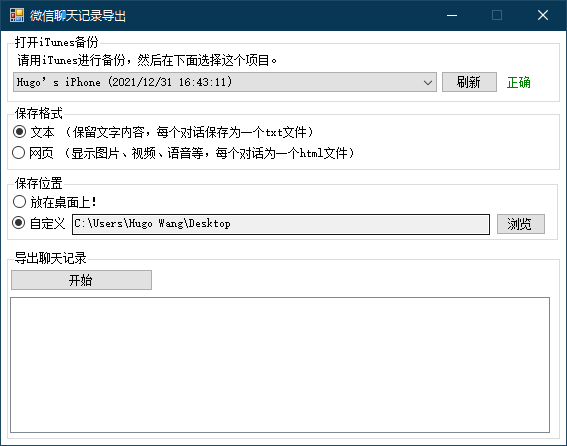 微信聊天记录导出
打开iTunes备份
请用iTunes进行备份，然后在下面选择这个项目。
Hugo's iPhone (2021/12/31 16:43:11)
刷新
正确
保存格式
文本 （保留文字内容，每个对话保存为一个txt文件）
网页 （显示图片、视频、语音等，每个对话为一个html文件）
保存位置
放在桌面上！
自定义
C:\Users\Hugo Wang\Desktop
浏览
导出聊天记录
开始